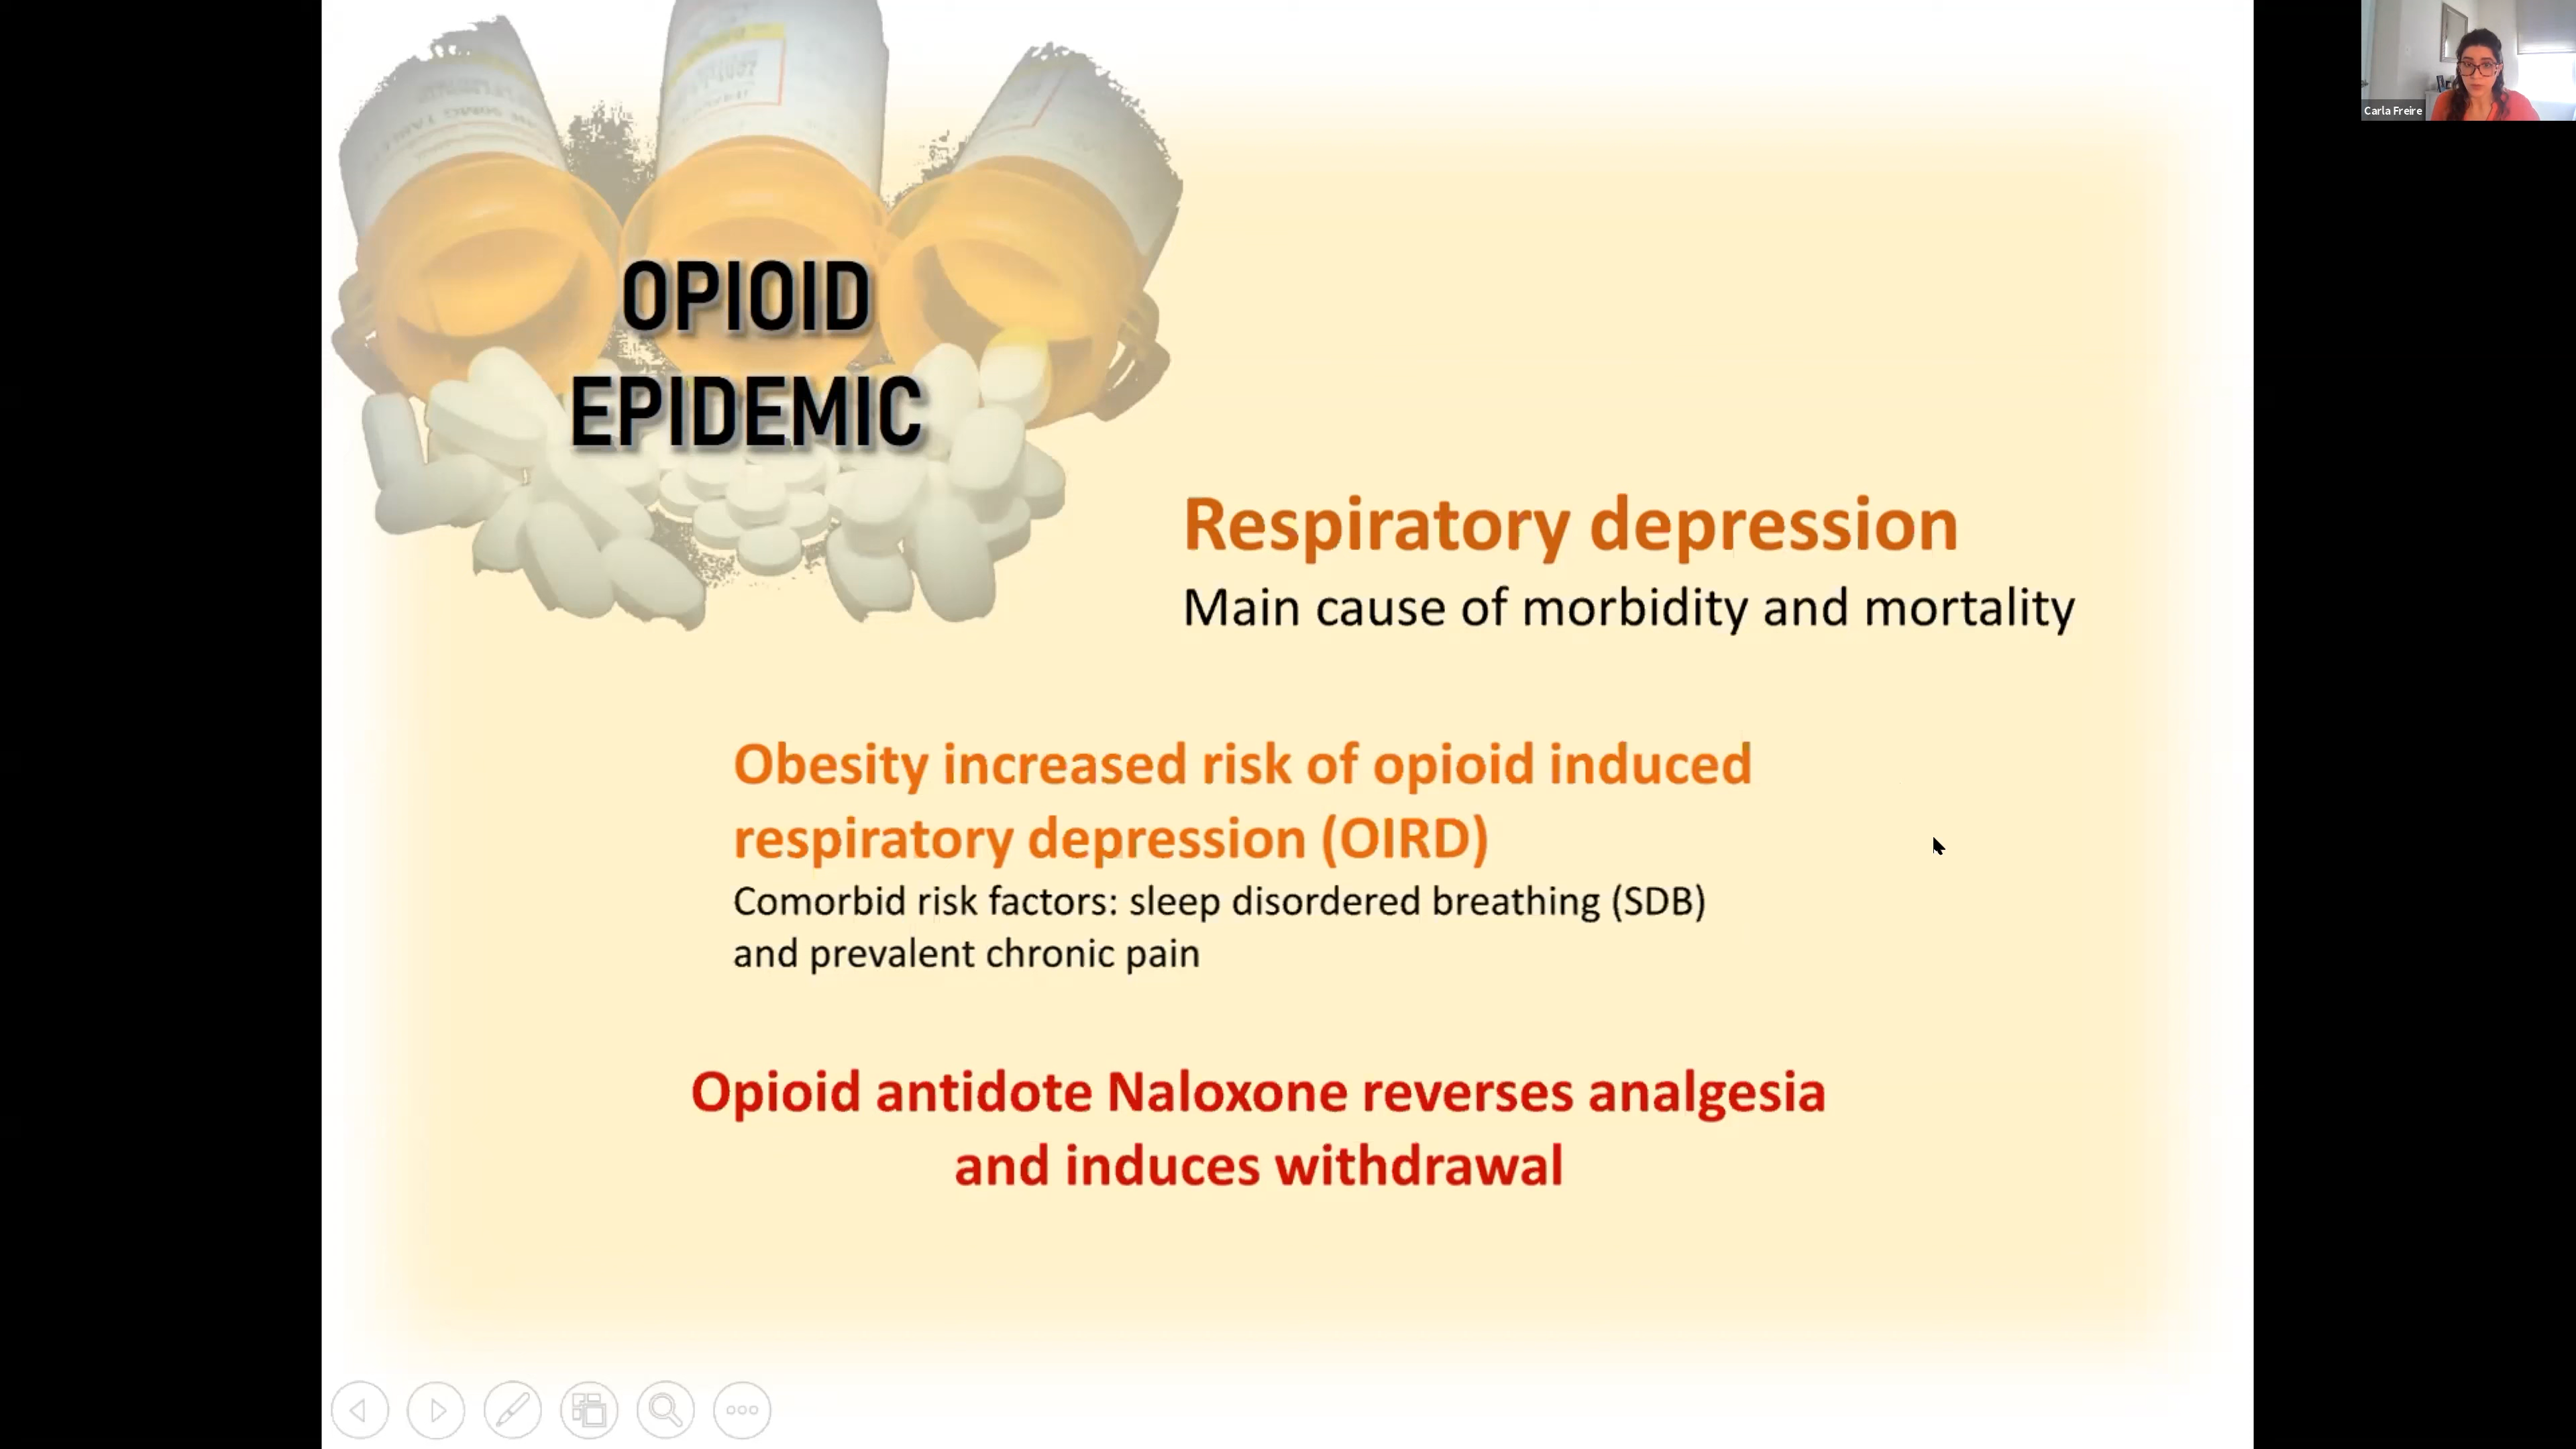 Carla Freire
OPIOID
EPIDEMIC
Respiratory depression
Main cause of morbidity and mortality
Obesity increased risk of opioid induced
respiratory depression (OIRD)
Comorbid risk factors: sleep disordered breathing (SDB)
and prevalent chronic pain
Opioid antidote Naloxone reverses analgesia
and induces withdrawal